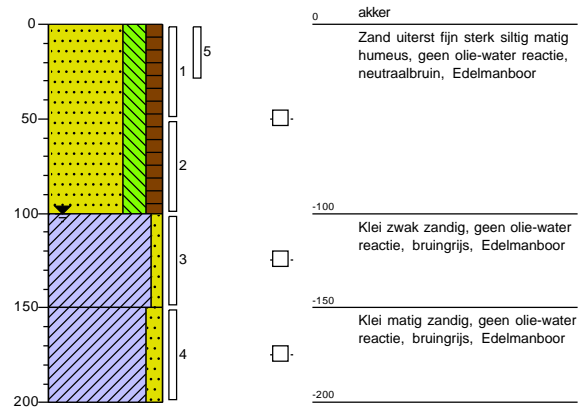 0
50
100
150
200
1
5
2
3
4
0
akker
Zand uiterst fijn sterk siltig matig
humeus, geen olie-water reactie,
neutraalbruin, Edelmanboor
-100
Klei zwak zandig, geen olie-water
reactie, bruingrijs, Edelmanboor
-150
Klei matig zandig, geen olie-water
reactie, bruingrijs, Edelmanboor
-200